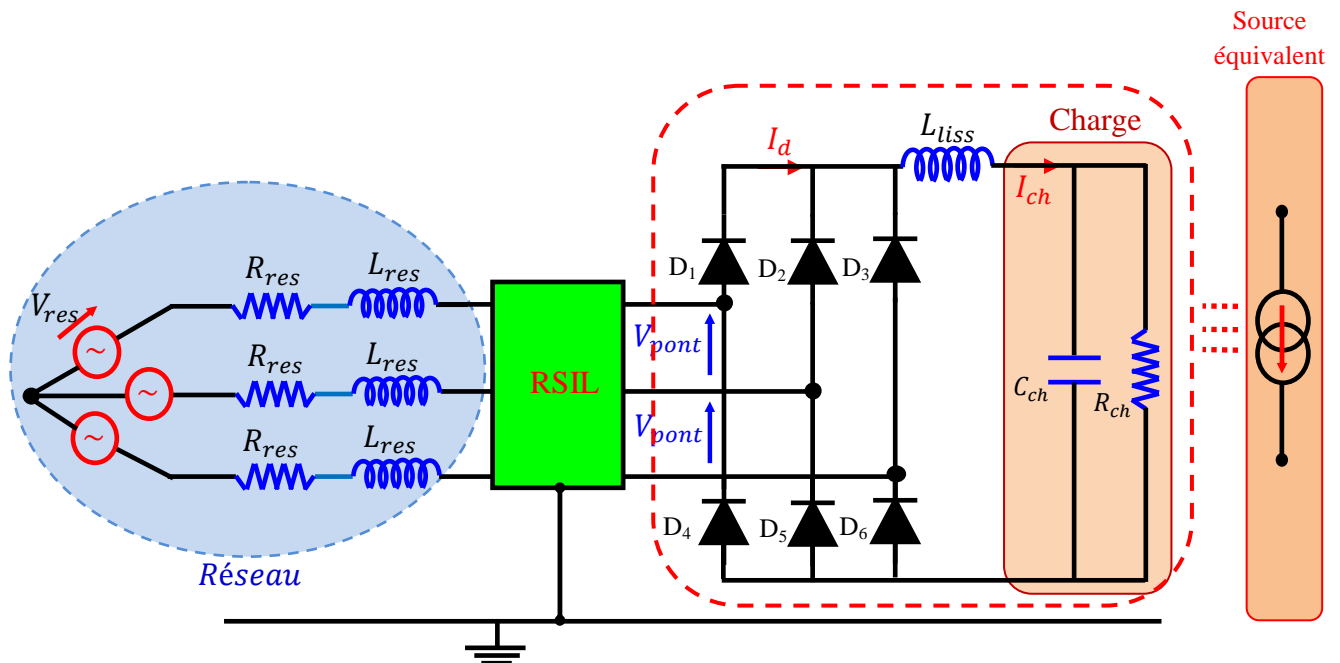 Source
équivalent
Charge
L_liss
I_d
I_ch
R_res
L_res
V_res
D1
D2
D3
V_pont
R_res
L_res
RSIL
C_ch
R_ch
V_pont
R_res
L_res
D4
D5
D6
Réseau